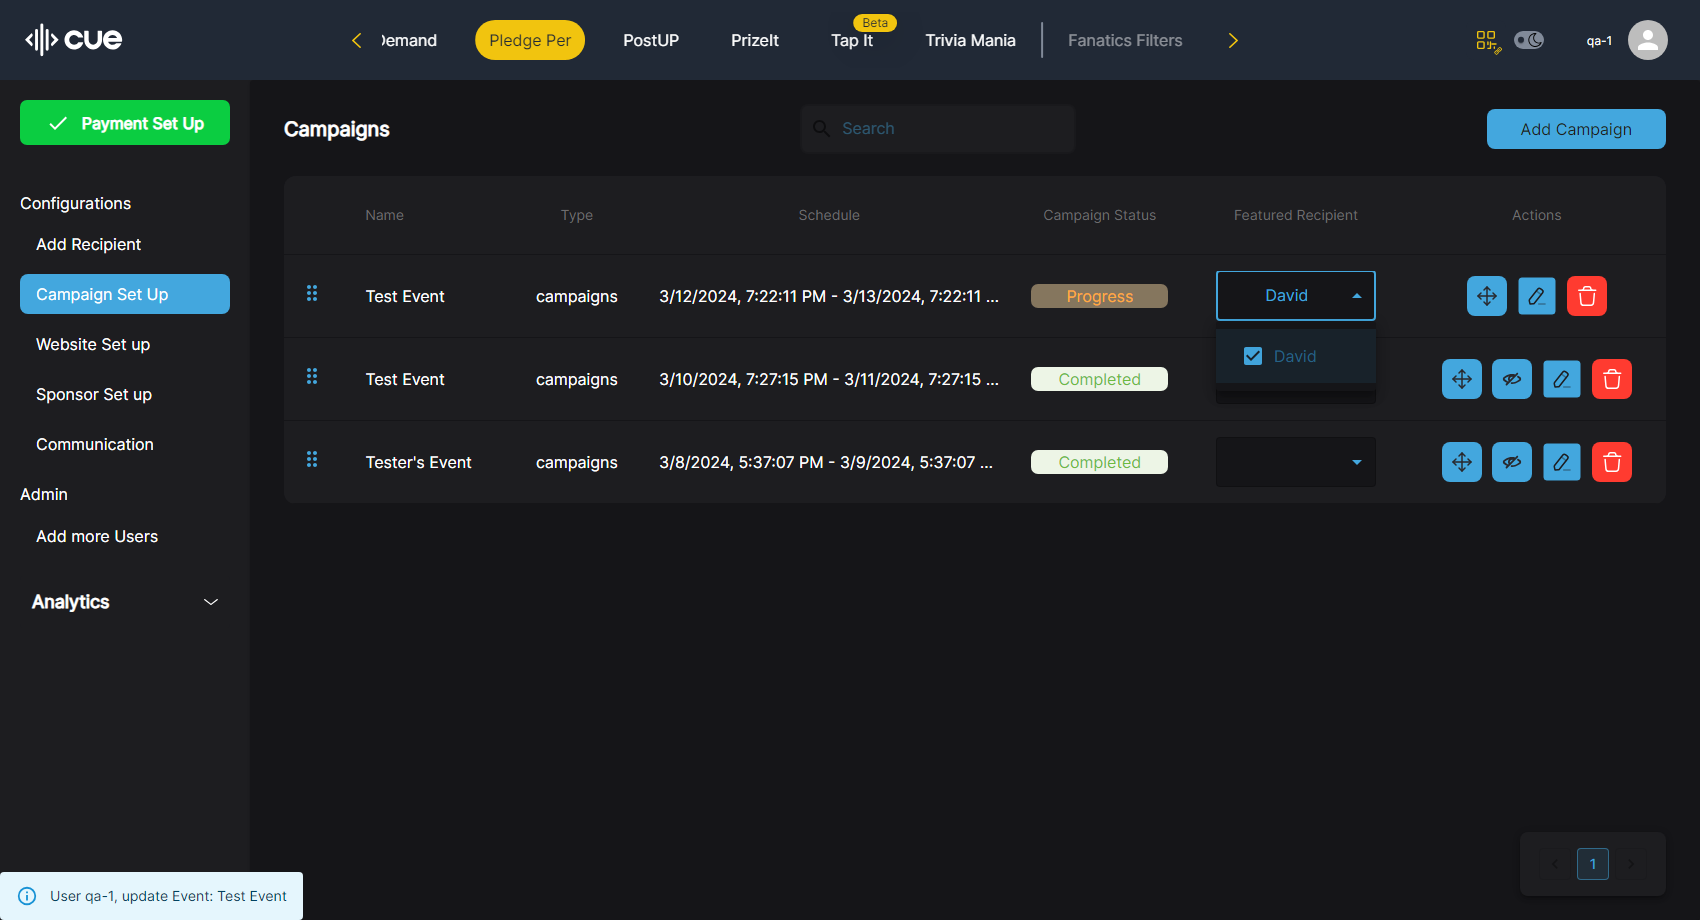 cue
Demand
Pledge Per
PostUP
PrizeIt
Beta
Tap It
Trivia Mania
Fanatics Filters
qa-1
Payment Set Up
Configurations
Add Recipient
Campaign Set Up
Website Set up
Sponsor Set up
Communication
Admin
Add more Users
Analytics
Campaigns
Search
Add Campaign
Name Type Schedule Campaign Status Featured Recipient Actions
Test Event campaigns 3/12/2024, 7:22:11 PM - 3/13/2024, 7:22:11 ... Progress David
David
Test Event campaigns 3/10/2024, 7:27:15 PM - 3/11/2024, 7:27:15 ... Completed
Tester's Event campaigns 3/8/2024, 5:37:07 PM - 3/9/2024, 5:37:07 ... Completed
1
User qa-1, update Event: Test Event